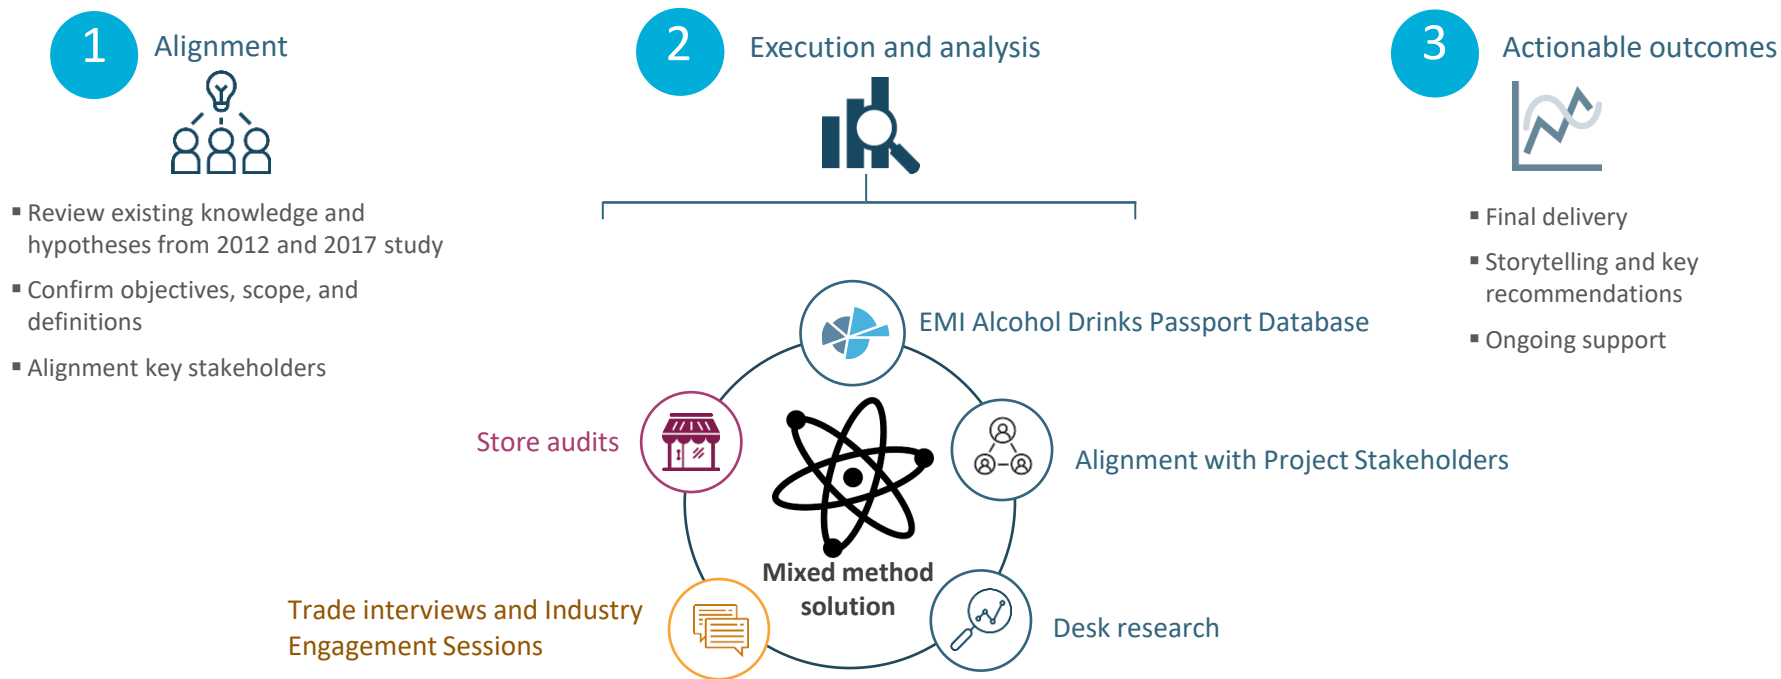 1
Alignment
▪ Review existing knowledge and
hypotheses from 2012 and 2017 study
▪ Confirm objectives, scope, and
definitions
▪ Alignment key stakeholders
2
Execution and analysis
EMI Alcohol Drinks Passport Database
Store audits
Alignment with Project Stakeholders
Mixed method
solution
Trade interviews and Industry
Engagement Sessions
Desk research
3
Actionable outcomes
▪ Final delivery
▪ Storytelling and key
recommendations
▪ Ongoing support